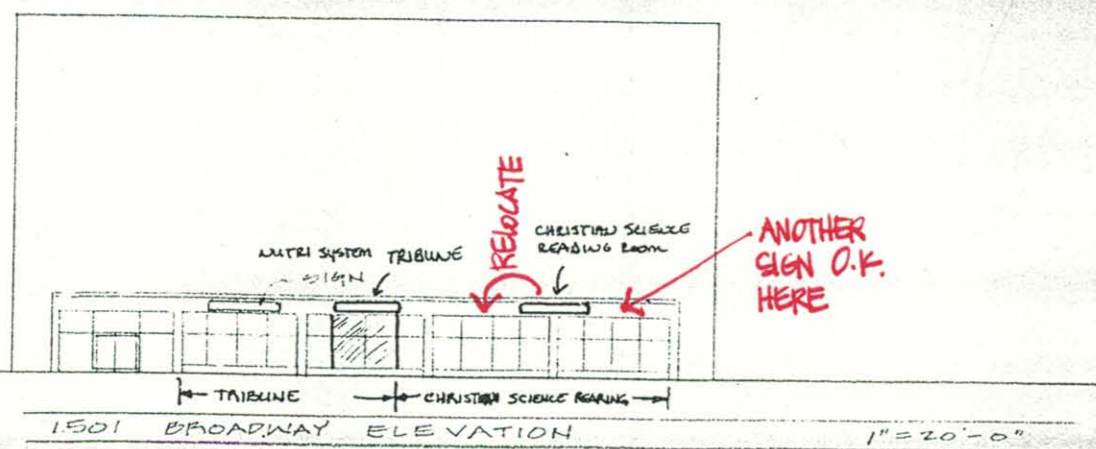 RELOCATE
CHRISTIAN SCIENCE
READING ROOM
NUTRI SYSTEM
SIGN
TRIBUNE
ANOTHER
SIGN O.K.
HERE
TRIBUNE
CHRISTIAN SCIENCE READING
1501 BROADWAY ELEVATION
1" = 20'-0"